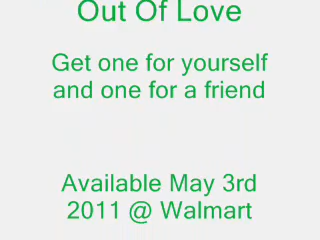 Out Of Love
Get one for yourself
and one for a friend
Available May 3rd
2011 @ Walmart